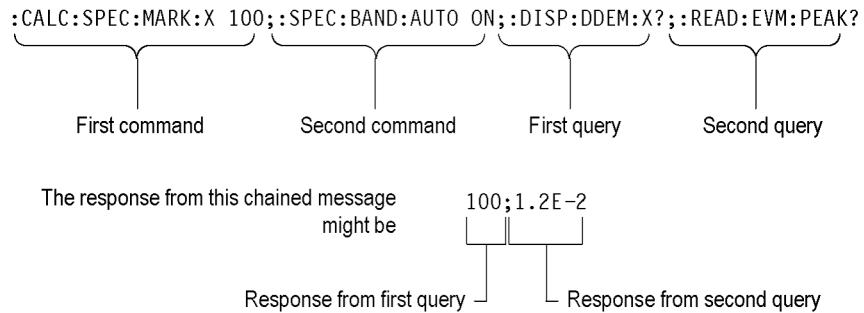 :CALC:SPEC:MARK:X 100;:SPEC:BAND:AUTO ON;:DISP:DDEM:X?;:READ:EVM:PEAK?
First command Second command First query Second query
The response from this chained message
might be
100;1.2E-2
Response from first query Response from second query